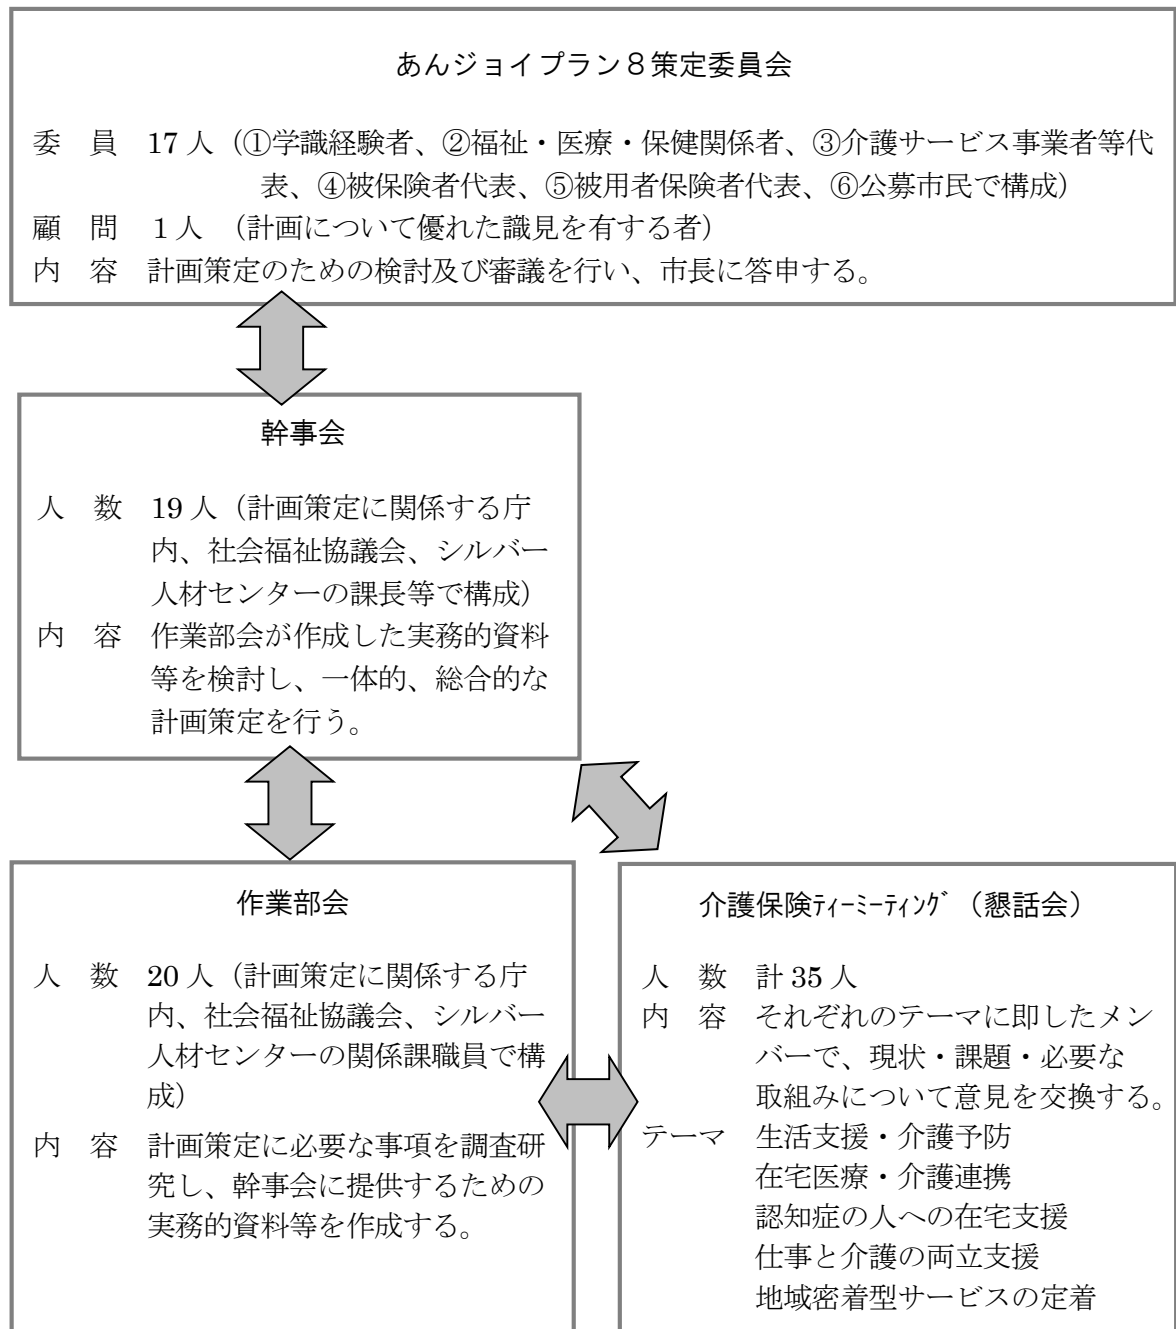 あんジョイプラン８策定委員会
委　員　17 人（①学識経験者、②福祉・医療・保健関係者、③介護サービス事業者等代
表、④被保険者代表、⑤被用者保険者代表、⑥公募市民で構成）
顧　問　１人　（計画について優れた識見を有する者）
内　容　計画策定のための検討及び審議を行い、市長に答申する。
幹事会
人　数　19 人（計画策定に関係する庁
内、社会福祉協議会、シルバー
人材センターの課長等で構成）
内　容　作業部会が作成した実務的資料
等を検討し、一体的、総合的な
計画策定を行う。
作業部会
人　数　20 人（計画策定に関係する庁
内、社会福祉協議会、シルバー
人材センターの関係課職員で構
成）
内　容　計画策定に必要な事項を調査研
究し、幹事会に提供するための
実務的資料等を作成する。
介護保険ﾃｨｰﾐｰﾃｨﾝｸﾞ（懇話会）
人　数　計 35 人
内　容　それぞれのテーマに即したメン
バーで、現状・課題・必要な
取組みについて意見を交換する。
テーマ　生活支援・介護予防
在宅医療・介護連携
認知症の人への在宅支援
仕事と介護の両立支援
地域密着型サービスの定着